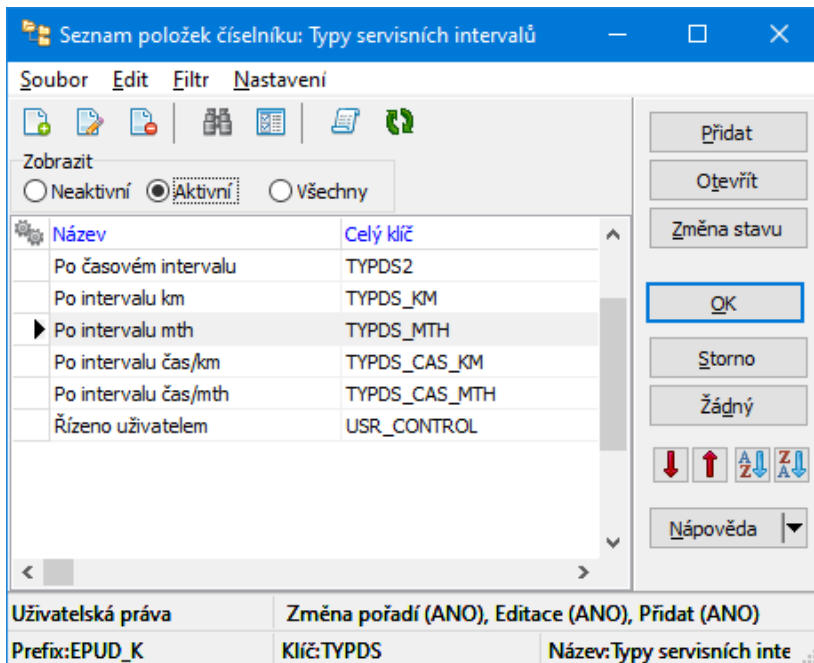 Seznam položek číselníku: Typy servisních intervalů
Soubor Edit Filtr Nastavení
Zobrazit
Neaktivní Aktivní Všechny
Název Celý klíč
Po časovém intervalu TYPDS2
Po intervalu km TYPDS_KM
Po intervalu mth TYPDS_MTH
Po intervalu čas/km TYPDS_CAS_KM
Po intervalu čas/mth TYPDS_CAS_MTH
Řízeno uživatelem USR_CONTROL
Přidat
Otevřít
Změna stavu
OK
Storno
Žádný
Nápověda
Uživatelská práva Změna pořadí (ANO), Editace (ANO), Přidat (ANO)
Prefix:EPUD_K Klíč:TYPDS Název:Typy servisních inte